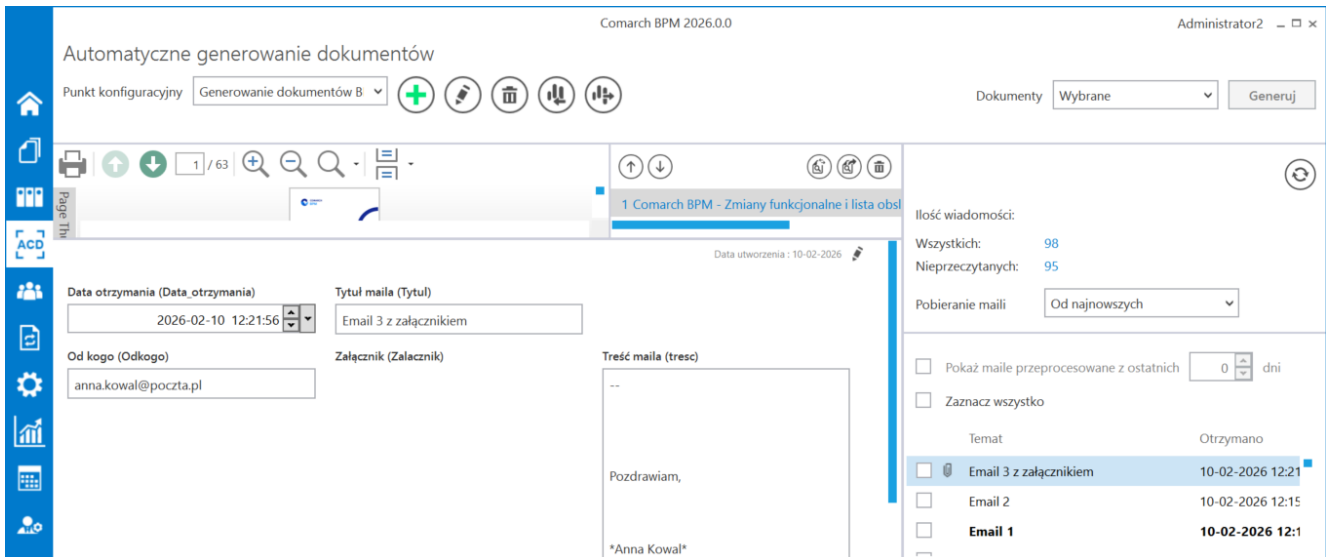 Comarch BPM 2026.0.0
Administrator2
Automatyczne generowanie dokumentów
Punkt konfiguracyjny
Generowanie dokumentów B
Dokumenty
Wybrane
Generuj
ACD
1 / 63
Page Th
1 Comarch BPM - Zmiany funkcjonalne i lista obsł
Data utworzenia : 10-02-2026
Data otrzymania (Data_otrzymania)
Tytuł maila (Tytul)
2026-02-10 12:21:56
Email 3 z załącznikiem
Od kogo (Odkogo)
Załącznik (Zalacznik)
Treść maila (tresc)
anna.kowal@poczta.pl
--
Pozdrawiam,
*Anna Kowal*
Ilość wiadomości:
Wszystkich: 98
Nieprzeczytanych: 95
Pobieranie maili
Od najnowszych
Pokaż maile przeprocesowane z ostatnich 0 dni
Zaznacz wszystko
Temat Otrzymano
Email 3 z załącznikiem 10-02-2026 12:21
Email 2 10-02-2026 12:15
Email 1 10-02-2026 12:1